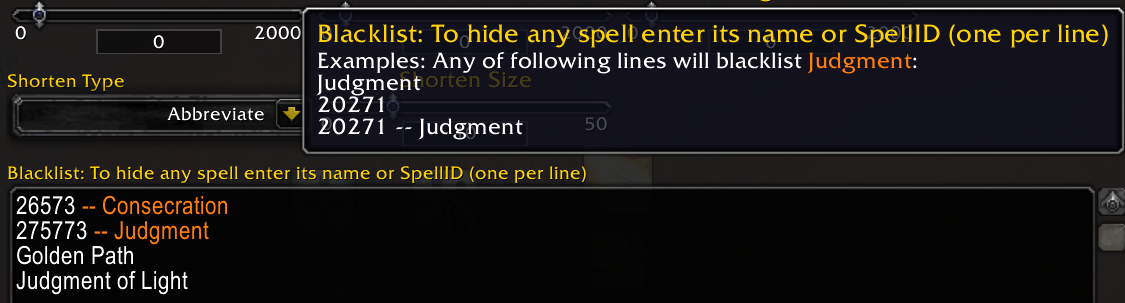 0
2000
0
Shorten Type
Abbreviate
Blacklist: To hide any spell enter its name or SpellID (one per line)
Examples: Any of following lines will blacklist Judgment:
Judgment
20271
20271 -- Judgment
Shorten Size
50
Blacklist: To hide any spell enter its name or SpellID (one per line)
26573 -- Consecration
275773 -- Judgment
Golden Path
Judgment of Light